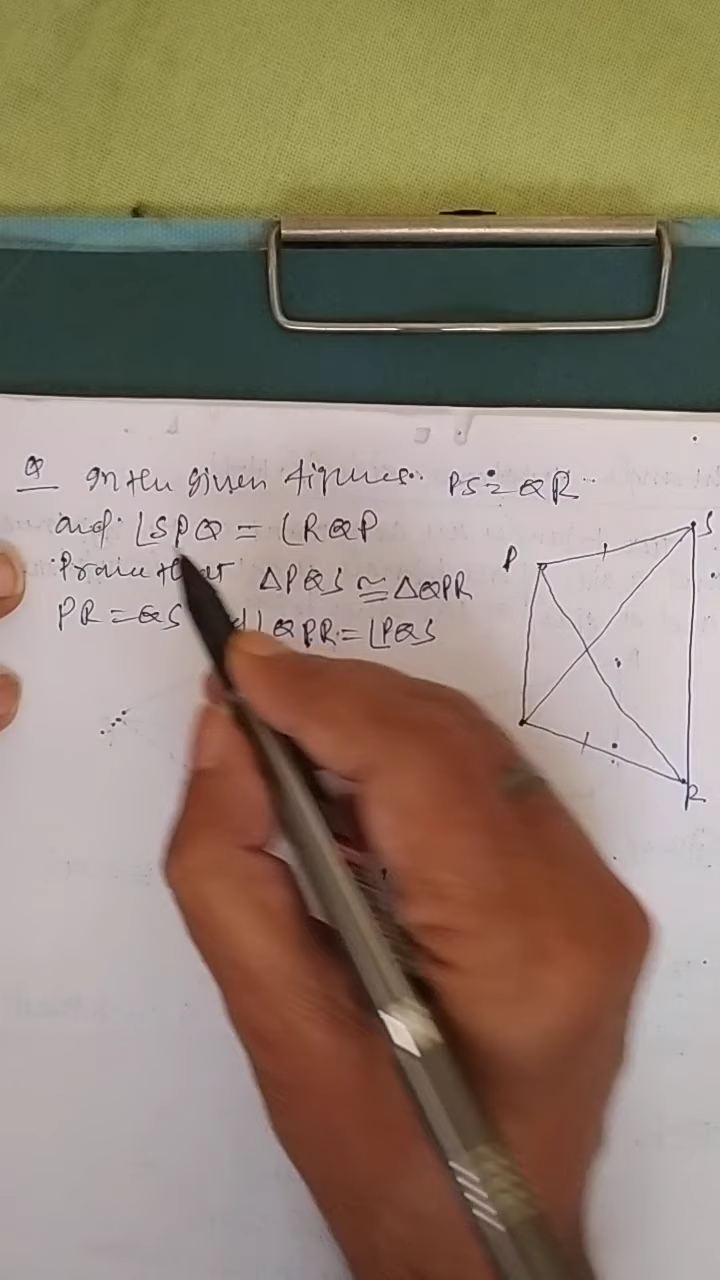 Q In the given figure. PS = QR
and ∠SPQ = ∠RQP
Prove that ΔPQS ≅ ΔQPR
PR = QS ∠QPR = ∠PQS
P
S
R